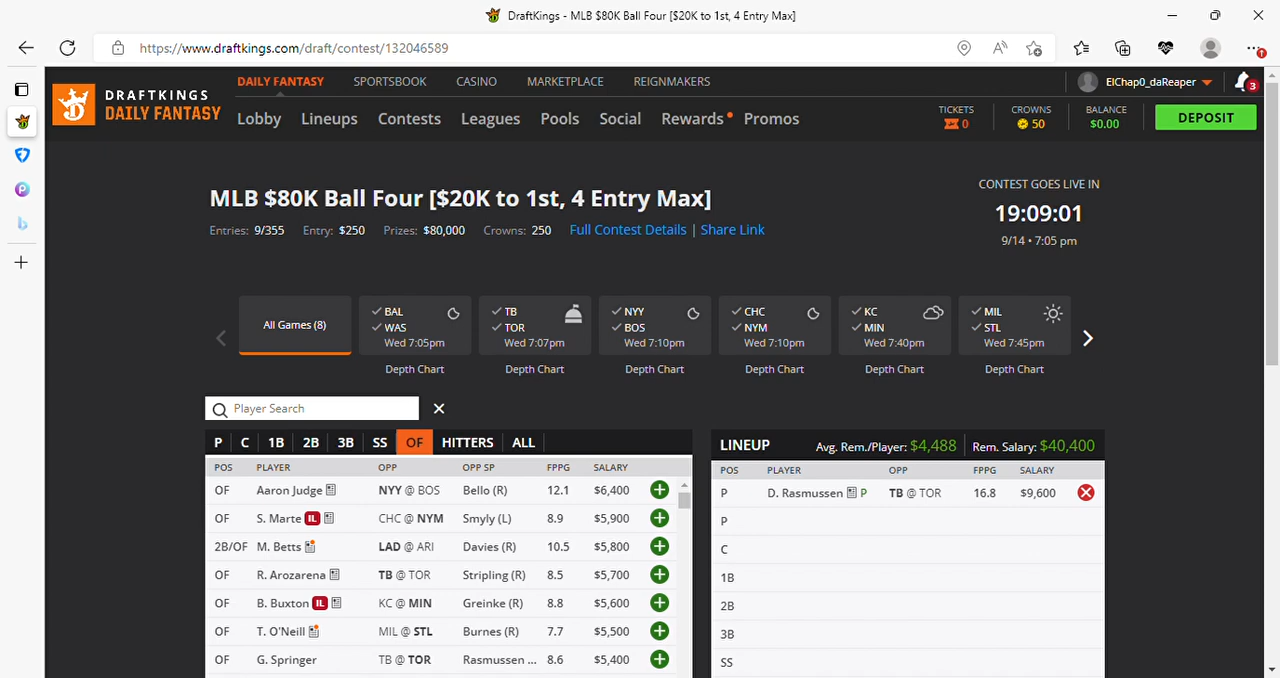 DraftKings - MLB $80K Ball Four [$20K to 1st, 4 Entry Max]
https://www.draftkings.com/draft/contest/132046589
DRAFTKINGS
DAILY FANTASY
DAILY FANTASY SPORTSBOOK CASINO MARKETPLACE REIGNMAKERS
ElChap0_daReaper 3
Lobby Lineups Contests Leagues Pools Social Rewards Promos
TICKETS
0
CROWNS
50
BALANCE
$0.00
DEPOSIT
MLB $80K Ball Four [$20K to 1st, 4 Entry Max]
Entries: 9/355 Entry: $250 Prizes: $80,000 Crowns: 250 Full Contest Details | Share Link
CONTEST GOES LIVE IN
19:09:01
9/14 • 7:05 pm
All Games (8)
BAL
WAS
Wed 7:05pm
Depth Chart
TB
TOR
Wed 7:07pm
Depth Chart
NYY
BOS
Wed 7:10pm
Depth Chart
CHC
NYM
Wed 7:10pm
Depth Chart
KC
MIN
Wed 7:40pm
Depth Chart
MIL
STL
Wed 7:45pm
Depth Chart
Player Search
P C 1B 2B 3B SS OF HITTERS ALL
POS PLAYER OPP OPP SP FPPG SALARY
OF Aaron Judge NYY @ BOS Bello (R) 12.1 $6,400
OF S. Marte IL CHC @ NYM Smyly (L) 8.9 $5,900
2B/OF M. Betts LAD @ ARI Davies (R) 10.5 $5,800
OF R. Arozarena TB @ TOR Stripling (R) 8.5 $5,700
OF B. Buxton IL KC @ MIN Greinke (R) 8.8 $5,600
OF T. O'Neill MIL @ STL Burnes (R) 7.7 $5,500
OF G. Springer TB @ TOR Rasmussen ... 8.6 $5,400
LINEUP Avg. Rem./Player: $4,488 Rem. Salary: $40,400
POS PLAYER OPP FPPG SALARY
P D. Rasmussen P TB @ TOR 16.8 $9,600
P
C
1B
2B
3B
SS